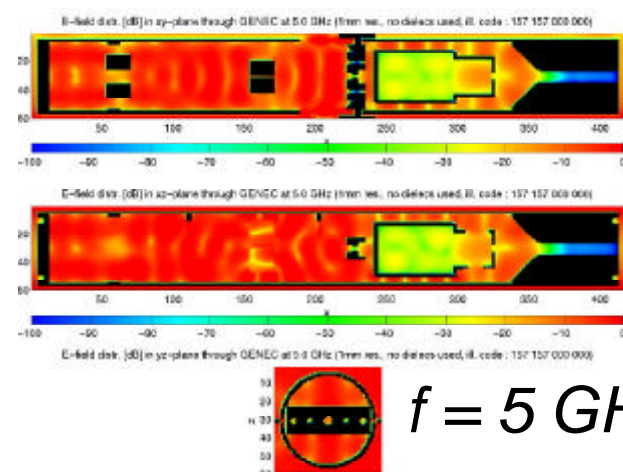 E-field distr. [dB] in xy-plane through GENEC at 5.0 GHz (1mm res., no dielecs used, ill. code : 157 157 000 000)
20
40
60
50 100 150 200 250 300 350 400
x
-100 -90 -80 -70 -60 -50 -40 -30 -20 -10 0
E-field distr. [dB] in xz-plane through GENEC at 5.0 GHz (1mm res., no dielecs used, ill. code : 157 157 000 000)
20
40
60
50 100 150 200 250 300 350 400
x
-100 -90 -80 -70 -60 -50 -40 -30 -20 -10 0
E-field distr. [dB] in yz-plane through GENEC at 5.0 GHz (1mm res., no dielecs used, ill. code : 157 157 000 000)
10
20
30
40
50
60
f = 5 GH